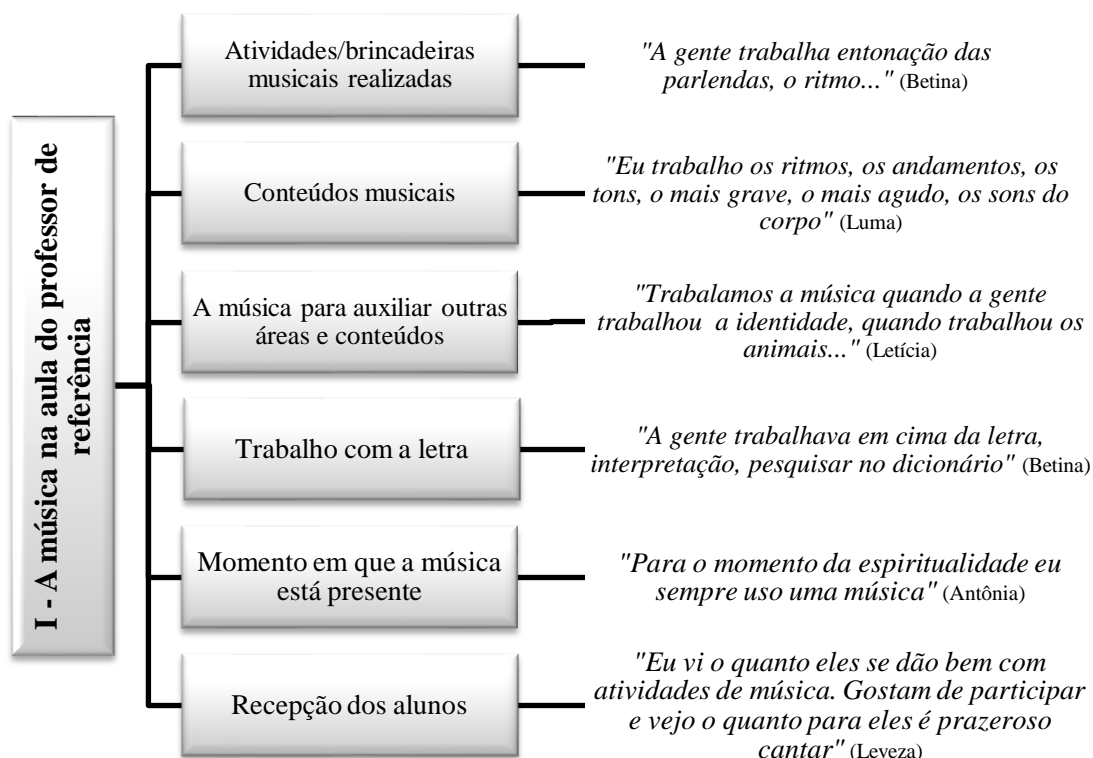 I - A música na aula do professor de
referência
Atividades/brincadeiras
musicais realizadas
"A gente trabalha entonação das
parlendas, o ritmo..." (Betina)
Conteúdos musicais
"Eu trabalho os ritmos, os andamentos, os
tons, o mais grave, o mais agudo, os sons do
corpo" (Luma)
A música para auxiliar outras
áreas e conteúdos
"Trabalamos a música quando a gente
trabalhou a identidade, quando trabalhou os
animais..." (Letícia)
Trabalho com a letra
"A gente trabalhava em cima da letra,
interpretação, pesquisar no dicionário" (Betina)
Momento em que a música
está presente
"Para o momento da espiritualidade eu
sempre uso uma música" (Antônia)
Recepção dos alunos
"Eu vi o quanto eles se dão bem com
atividades de música. Gostam de participar
e vejo o quanto para eles é prazeroso
cantar" (Leveza)